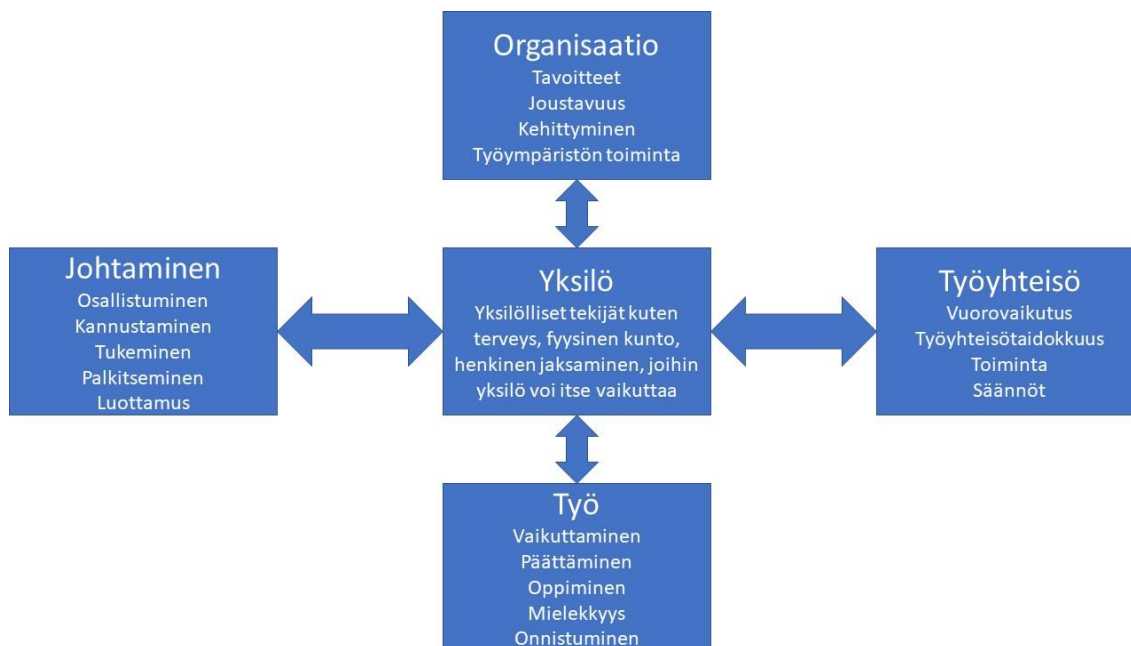 Organisaatio
Tavoitteet
Joustavuus
Kehittyminen
Työympäristön toiminta
Johtaminen
Osallistuminen
Kannustaminen
Tukeminen
Palkitseminen
Luottamus
Yksilö
Yksilölliset tekijät kuten
terveys, fyysinen kunto,
henkinen jaksaminen, joihin
yksilö voi itse vaikuttaa
Työyhteisö
Vuorovaikutus
Työyhteisötaidokkuus
Toiminta
Säännöt
Työ
Vaikuttaminen
Päättäminen
Oppiminen
Mielekkyys
Onnistuminen